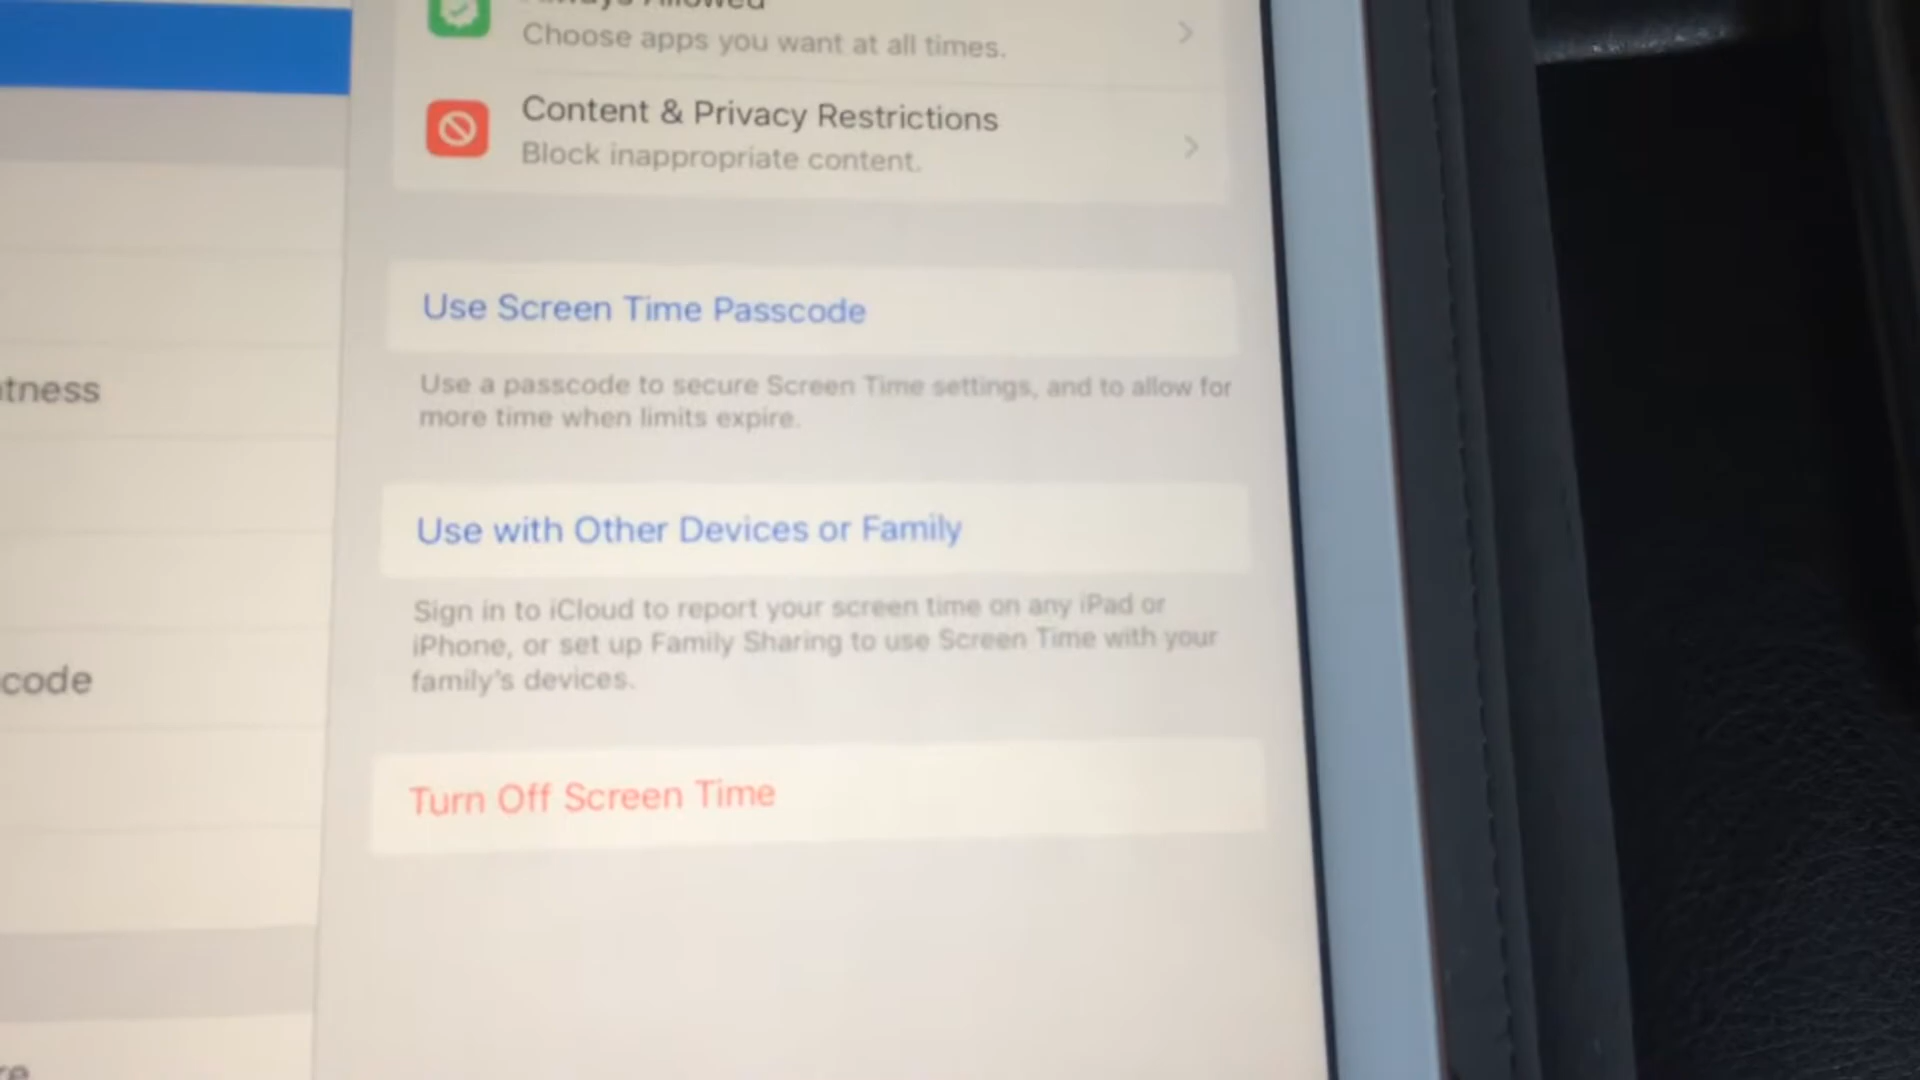 Choose apps you want at all times.
Content & Privacy Restrictions
Block inappropriate content.
Use Screen Time Passcode
tness
Use a passcode to secure Screen Time settings, and to allow for
more time when limits expire.
Use with Other Devices or Family
Sign in to iCloud to report your screen time on any iPad or
iPhone, or set up Family Sharing to use Screen Time with your
family's devices.
code
Turn Off Screen Time